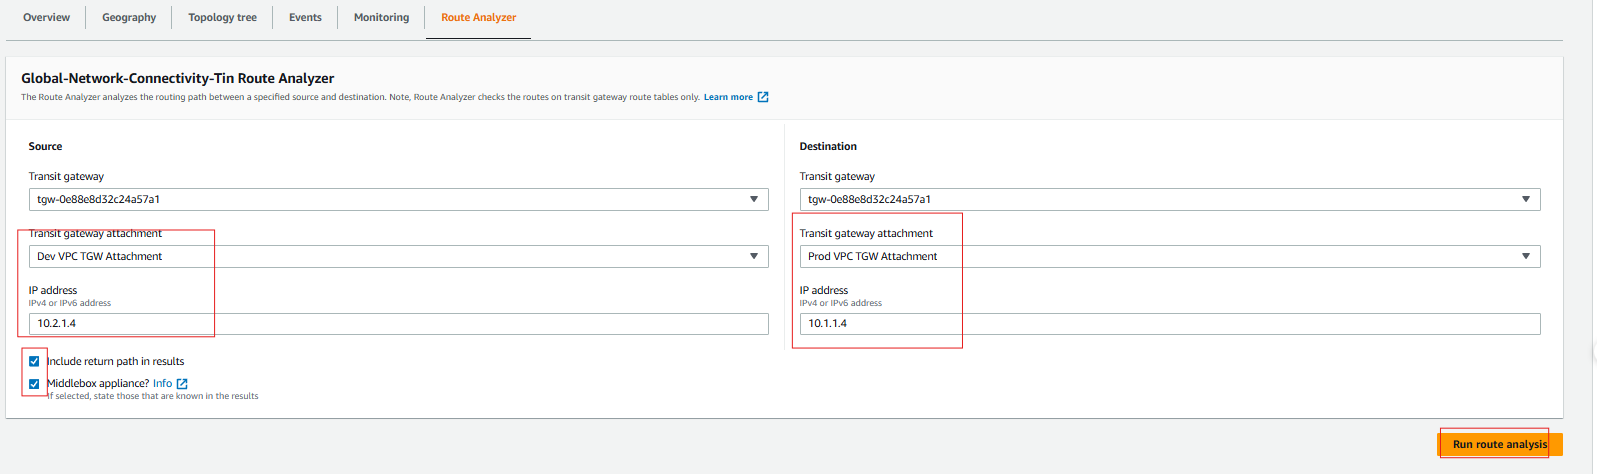 Overview Geography Topology tree Events Monitoring Route Analyzer
Global-Network-Connectivity-Tin Route Analyzer
The Route Analyzer analyzes the routing path between a specified source and destination. Note, Route Analyzer checks the routes on transit gateway route tables only. Learn more
Source
Transit gateway
tgw-0e88e8d32c24a57a1
Transit gateway attachment
Dev VPC TGW Attachment
IP address
IPv4 or IPv6 address
10.2.1.4
Include return path in results
Middlebox appliance? Info
If selected, state those that are known in the results
Destination
Transit gateway
tgw-0e88e8d32c24a57a1
Transit gateway attachment
Prod VPC TGW Attachment
IP address
IPv4 or IPv6 address
10.1.1.4
Run route analysis